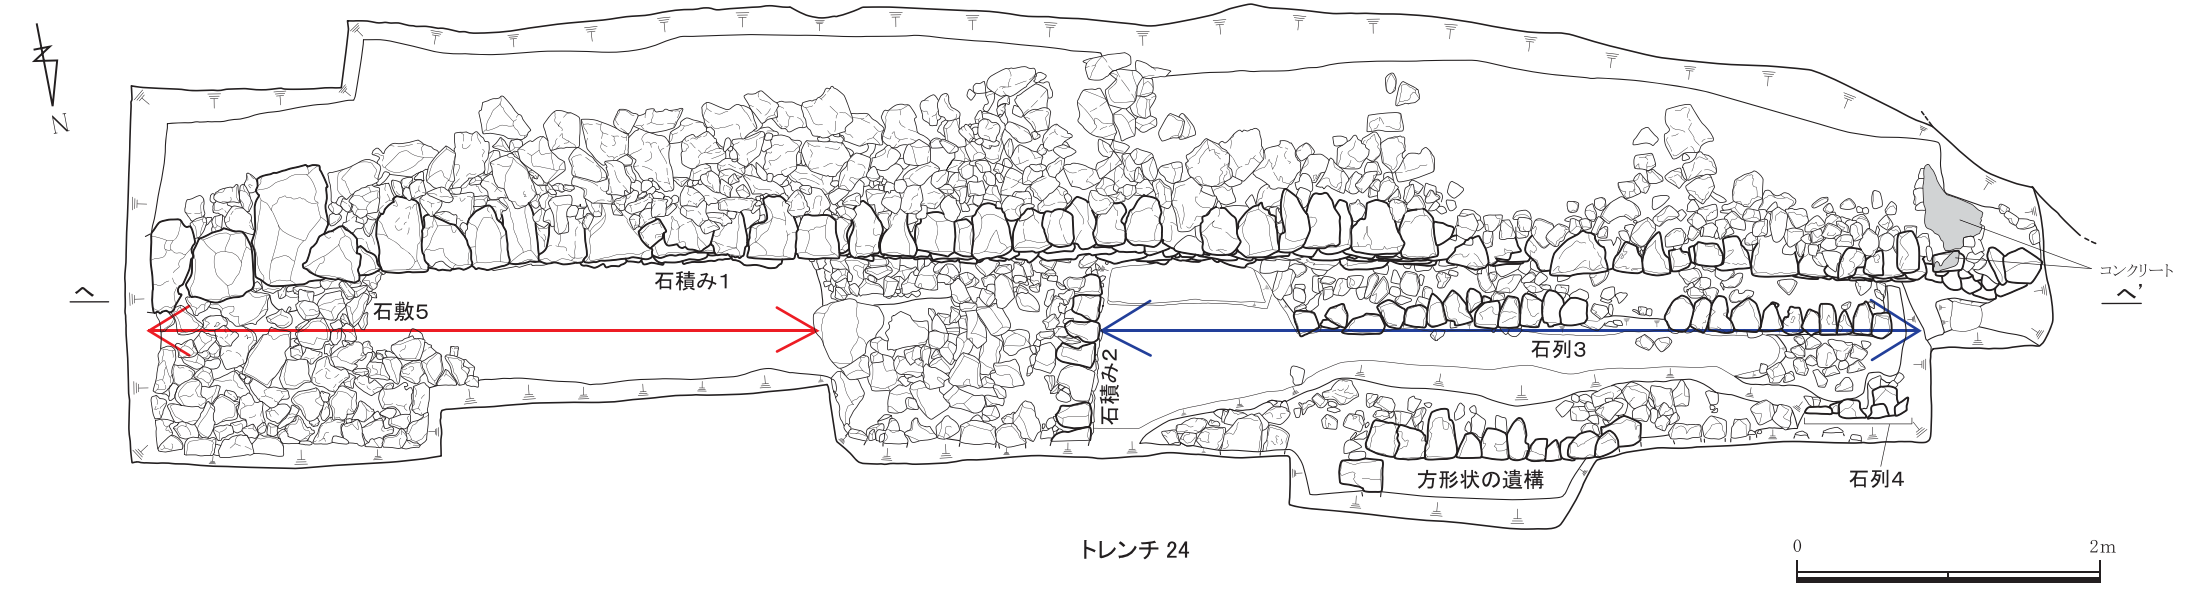 N
へ
石積み1
石敷5
コンクリート
へ’
石列3
石積み2
方形状の遺構
石列4
トレンチ 24
0 2m